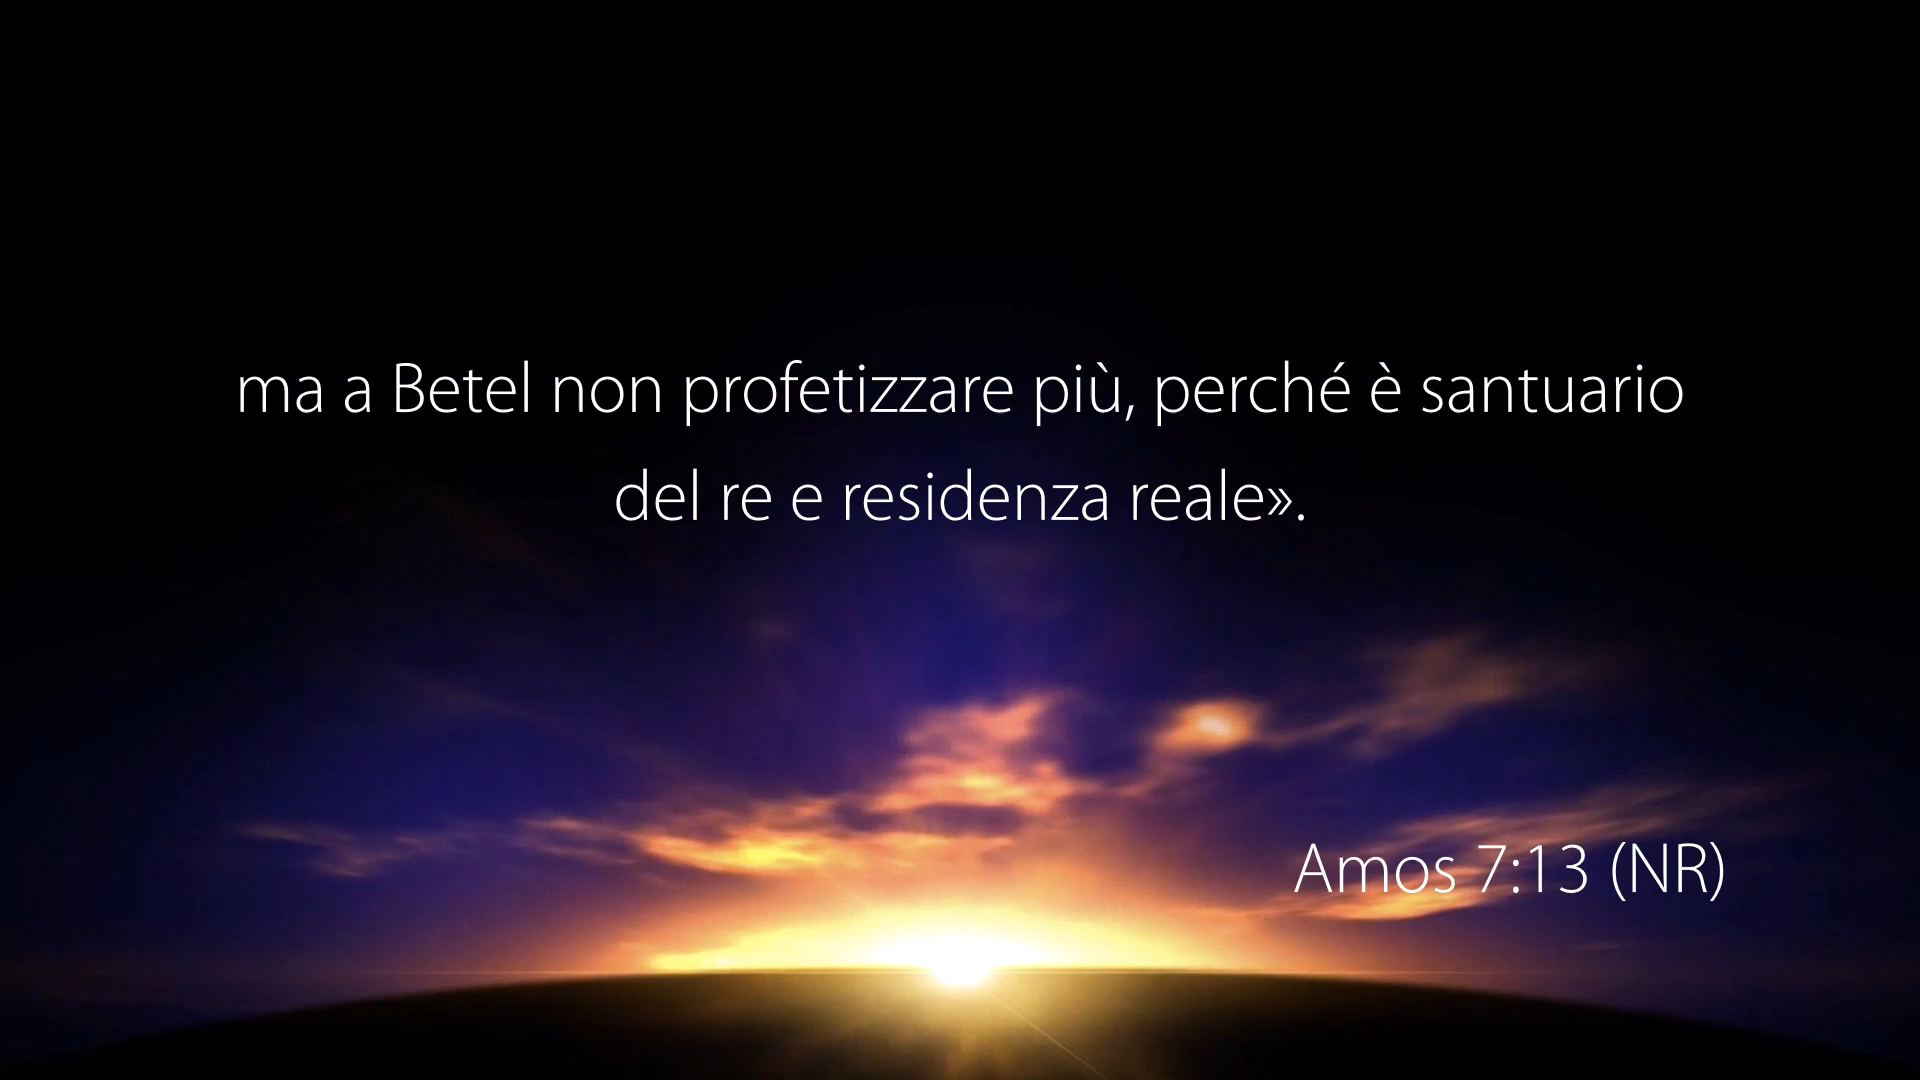 ma a Betel non profetizzare più, perché è santuario
del re e residenza reale».
Amos 7:13 (NR)